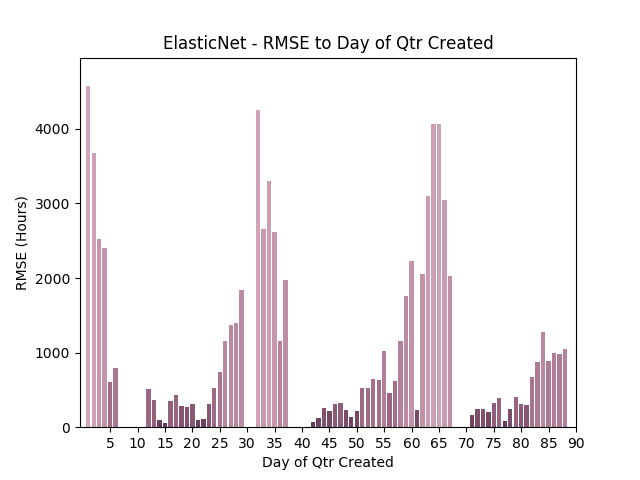 ElasticNet - RMSE to Day of Qtr Created
RMSE (Hours)
4000
3000
2000
1000
0
5 10 15 20 25 30 35 40 45 50 55 60 65 70 75 80 85 90
Day of Qtr Created